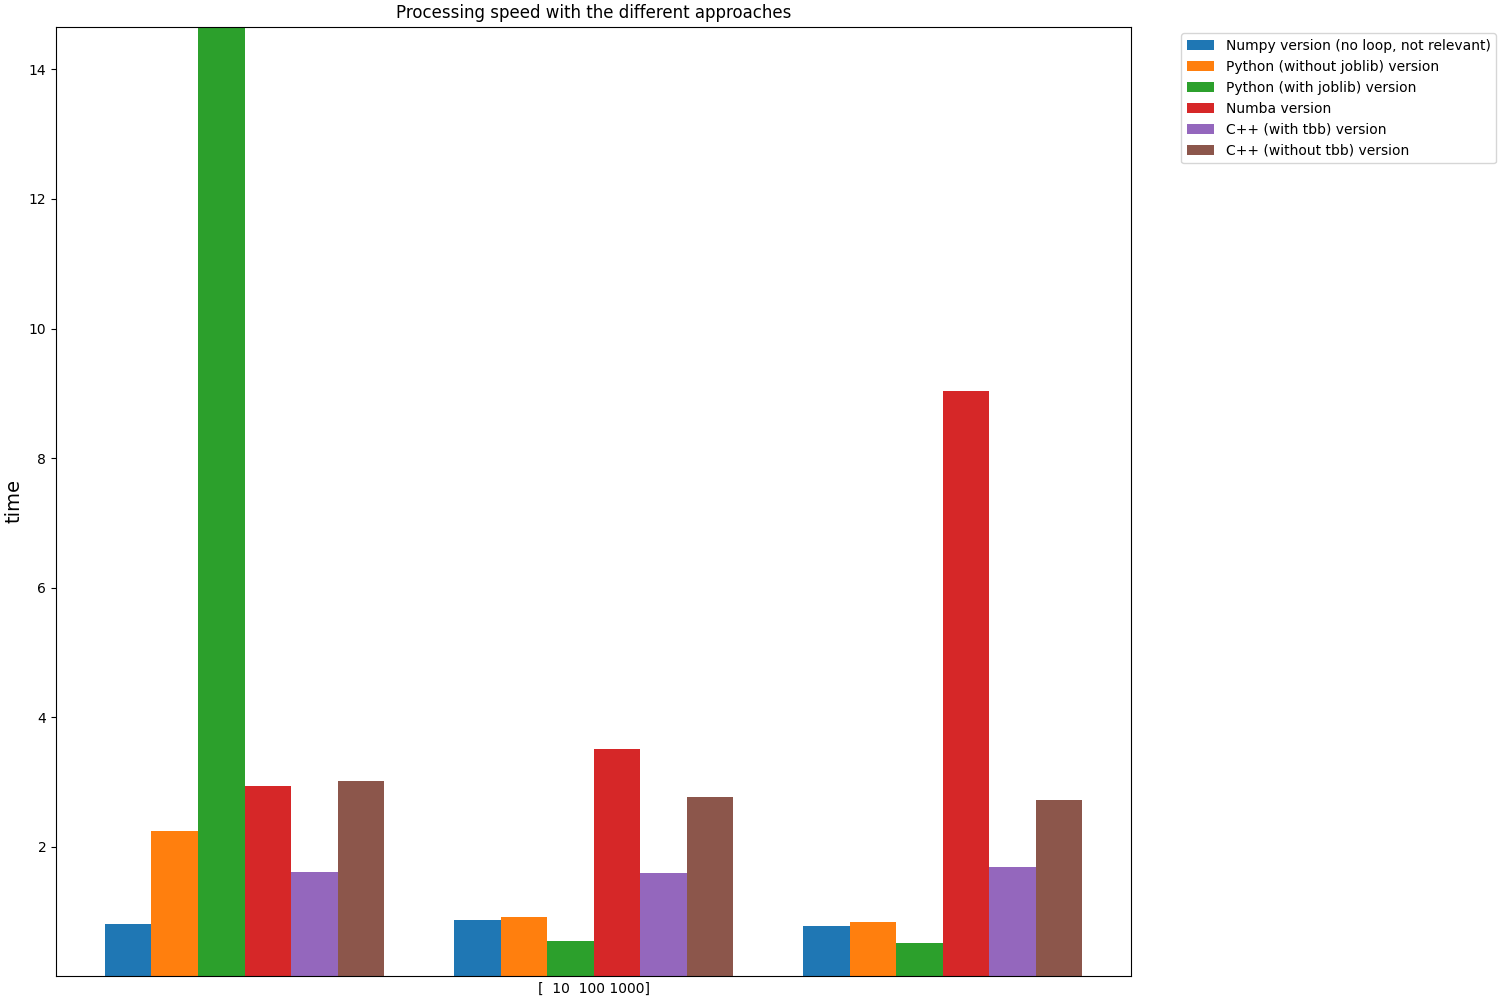 Processing speed with the different approaches
14
12
10
8
6
4
2
time
[  10  100 1000]
Numpy version (no loop, not relevant)
Python (without joblib) version
Python (with joblib) version
Numba version
C++ (with tbb) version
C++ (without tbb) version